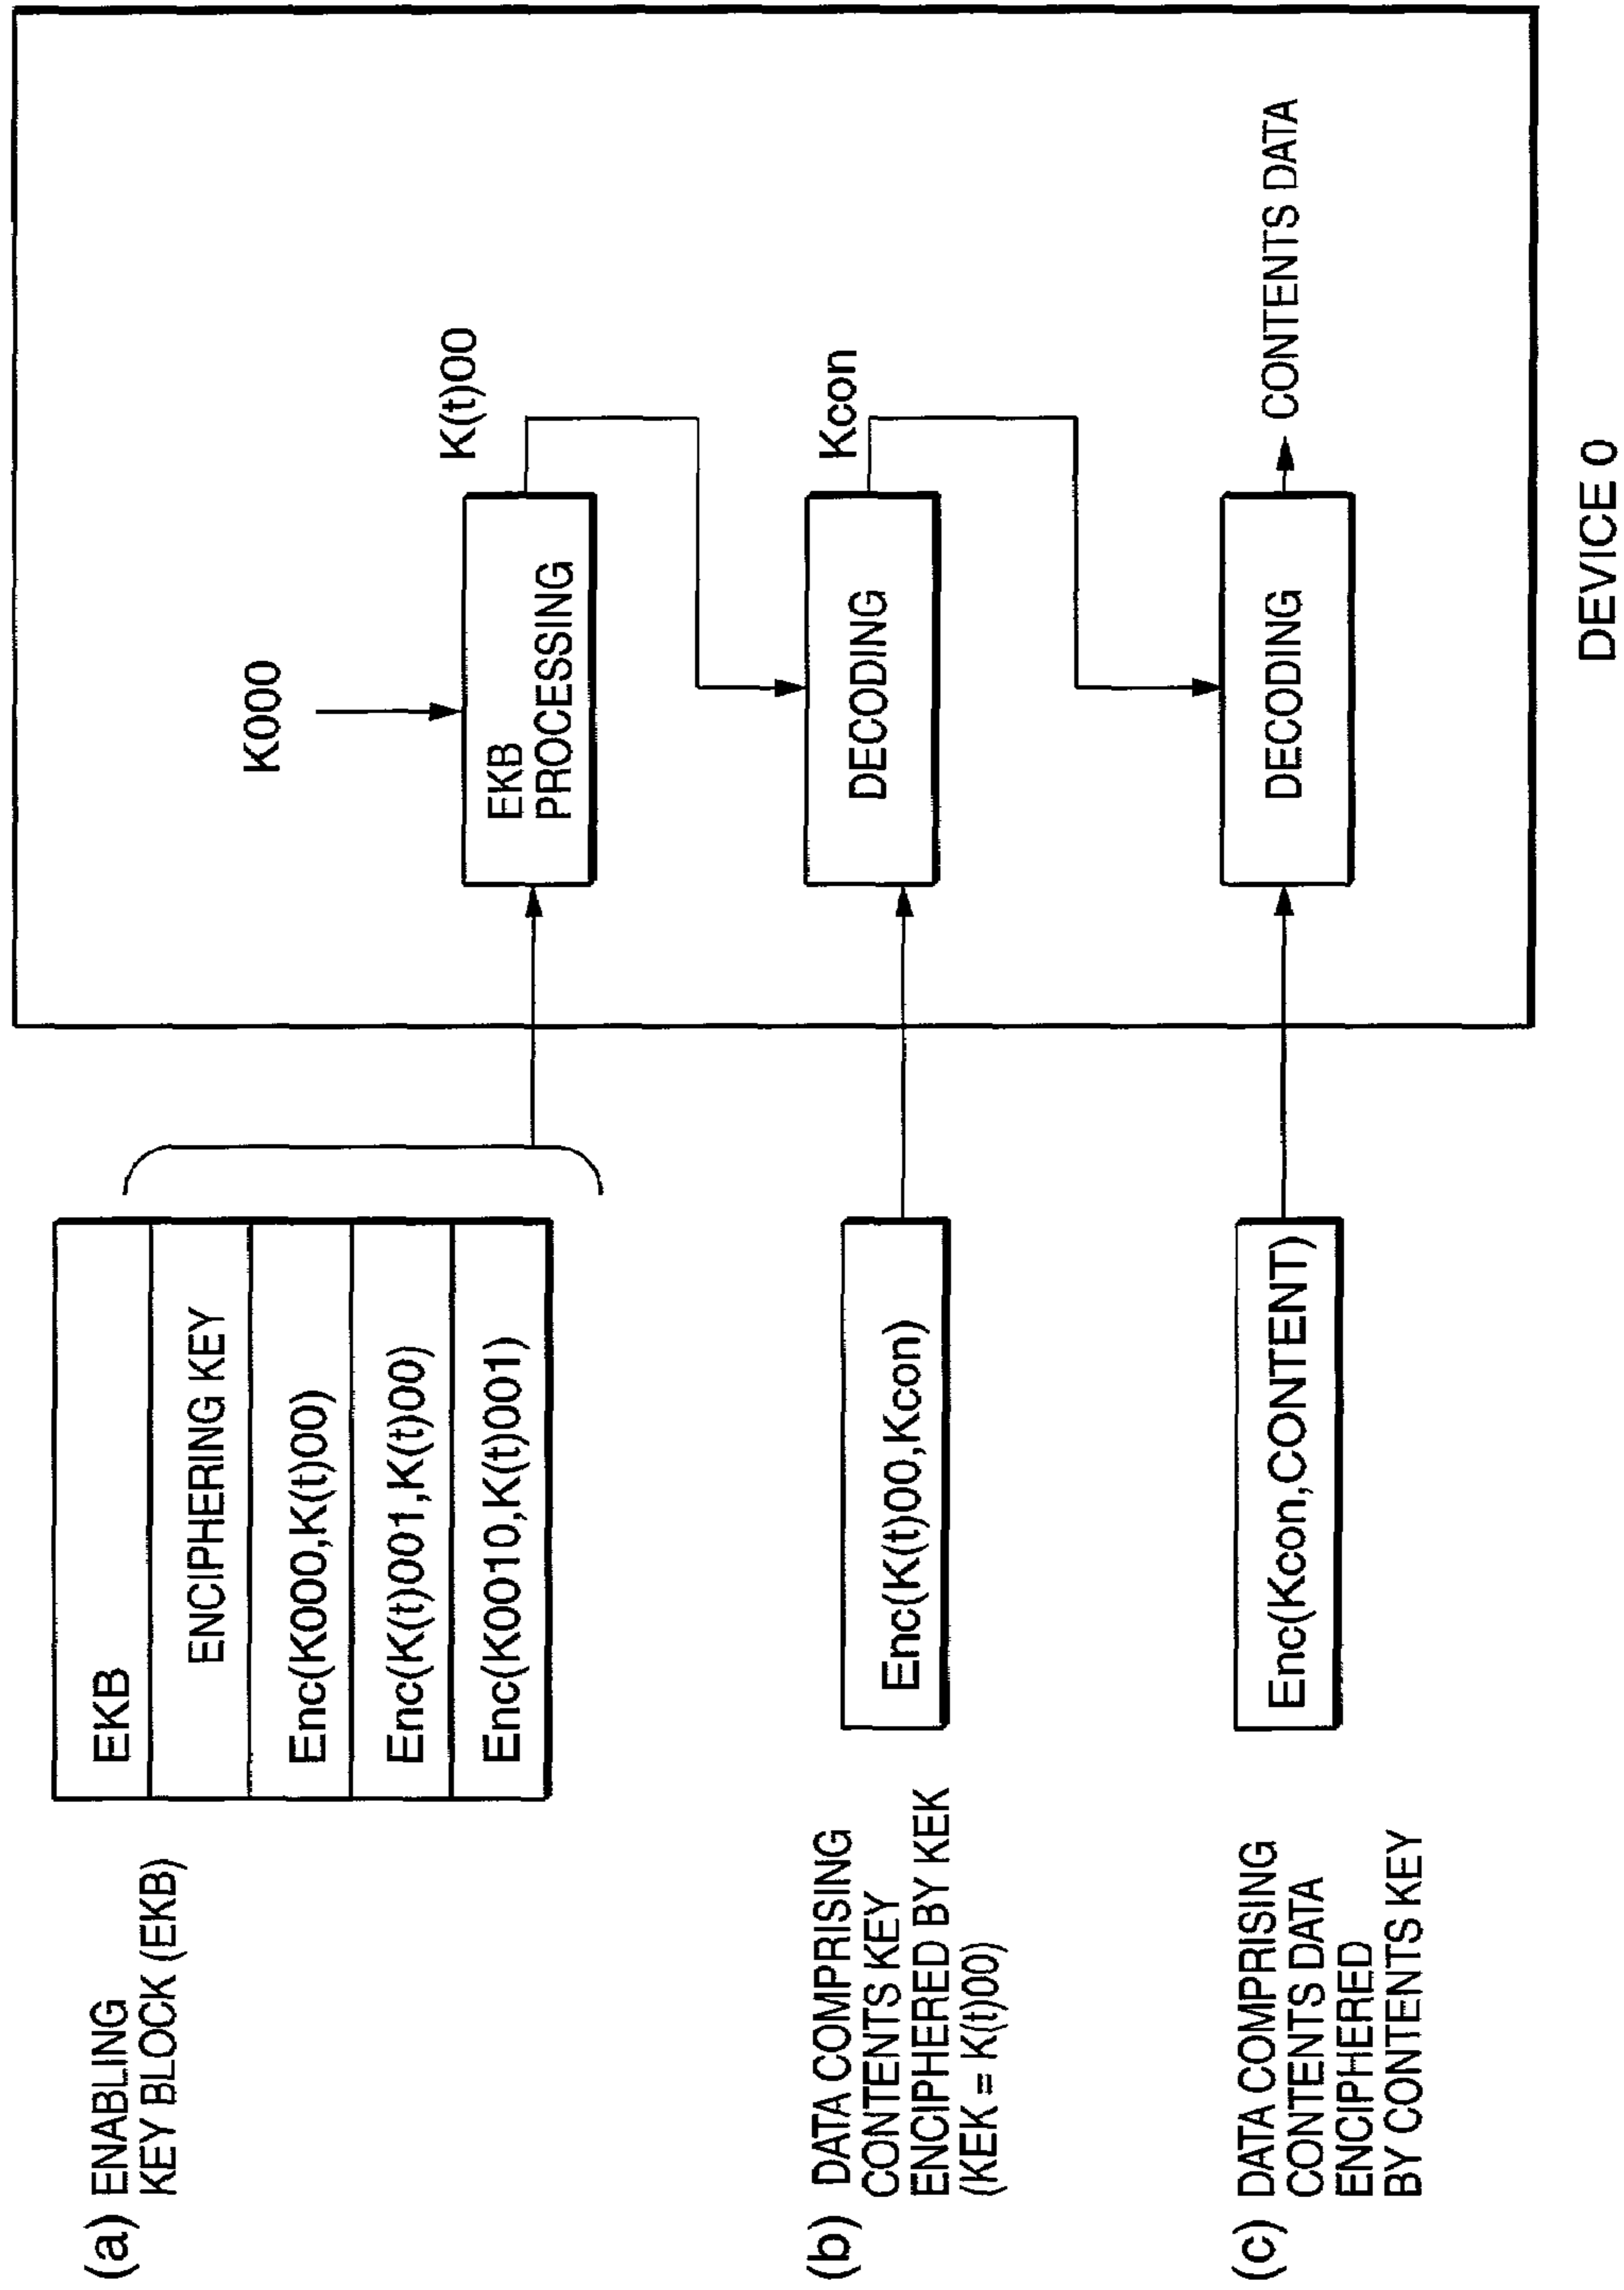 (a) ENABLING
KEY BLOCK (EKB)
EKB
ENCIPHERING KEY
Enc(K000,K(t)00)
Enc(K(t)001,K(t)00)
Enc(K0010,K(t)001)
K000
EKB
PROCESSING
K(t)00
(b) DATA COMPRISING
CONTENTS KEY
ENCIPHERED BY KEK
(KEK = K(t)00)
Enc(K(t)00,Kcon)
DECODING
Kcon
(c) DATA COMPRISING
CONTENTS DATA
ENCIPHERED
BY CONTENTS KEY
Enc(Kcon,CONTENT)
DECODING
CONTENTS DATA
DEVICE 0